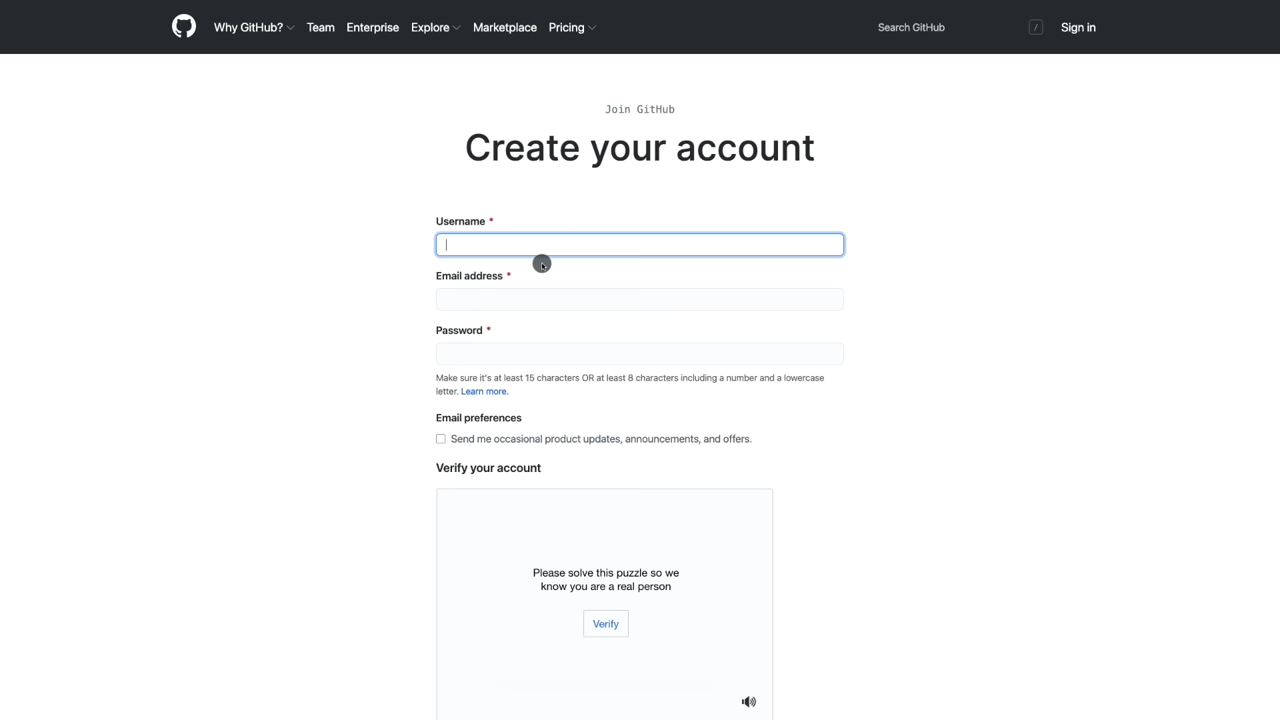 Why GitHub? Team Enterprise Explore Marketplace Pricing Search GitHub / Sign in
Join GitHub
Create your account
Username *
Email address *
Password *
Make sure it's at least 15 characters OR at least 8 characters including a number and a lowercase
letter. Learn more.
Email preferences
Send me occasional product updates, announcements, and offers.
Verify your account
Please solve this puzzle so we
know you are a real person
Verify